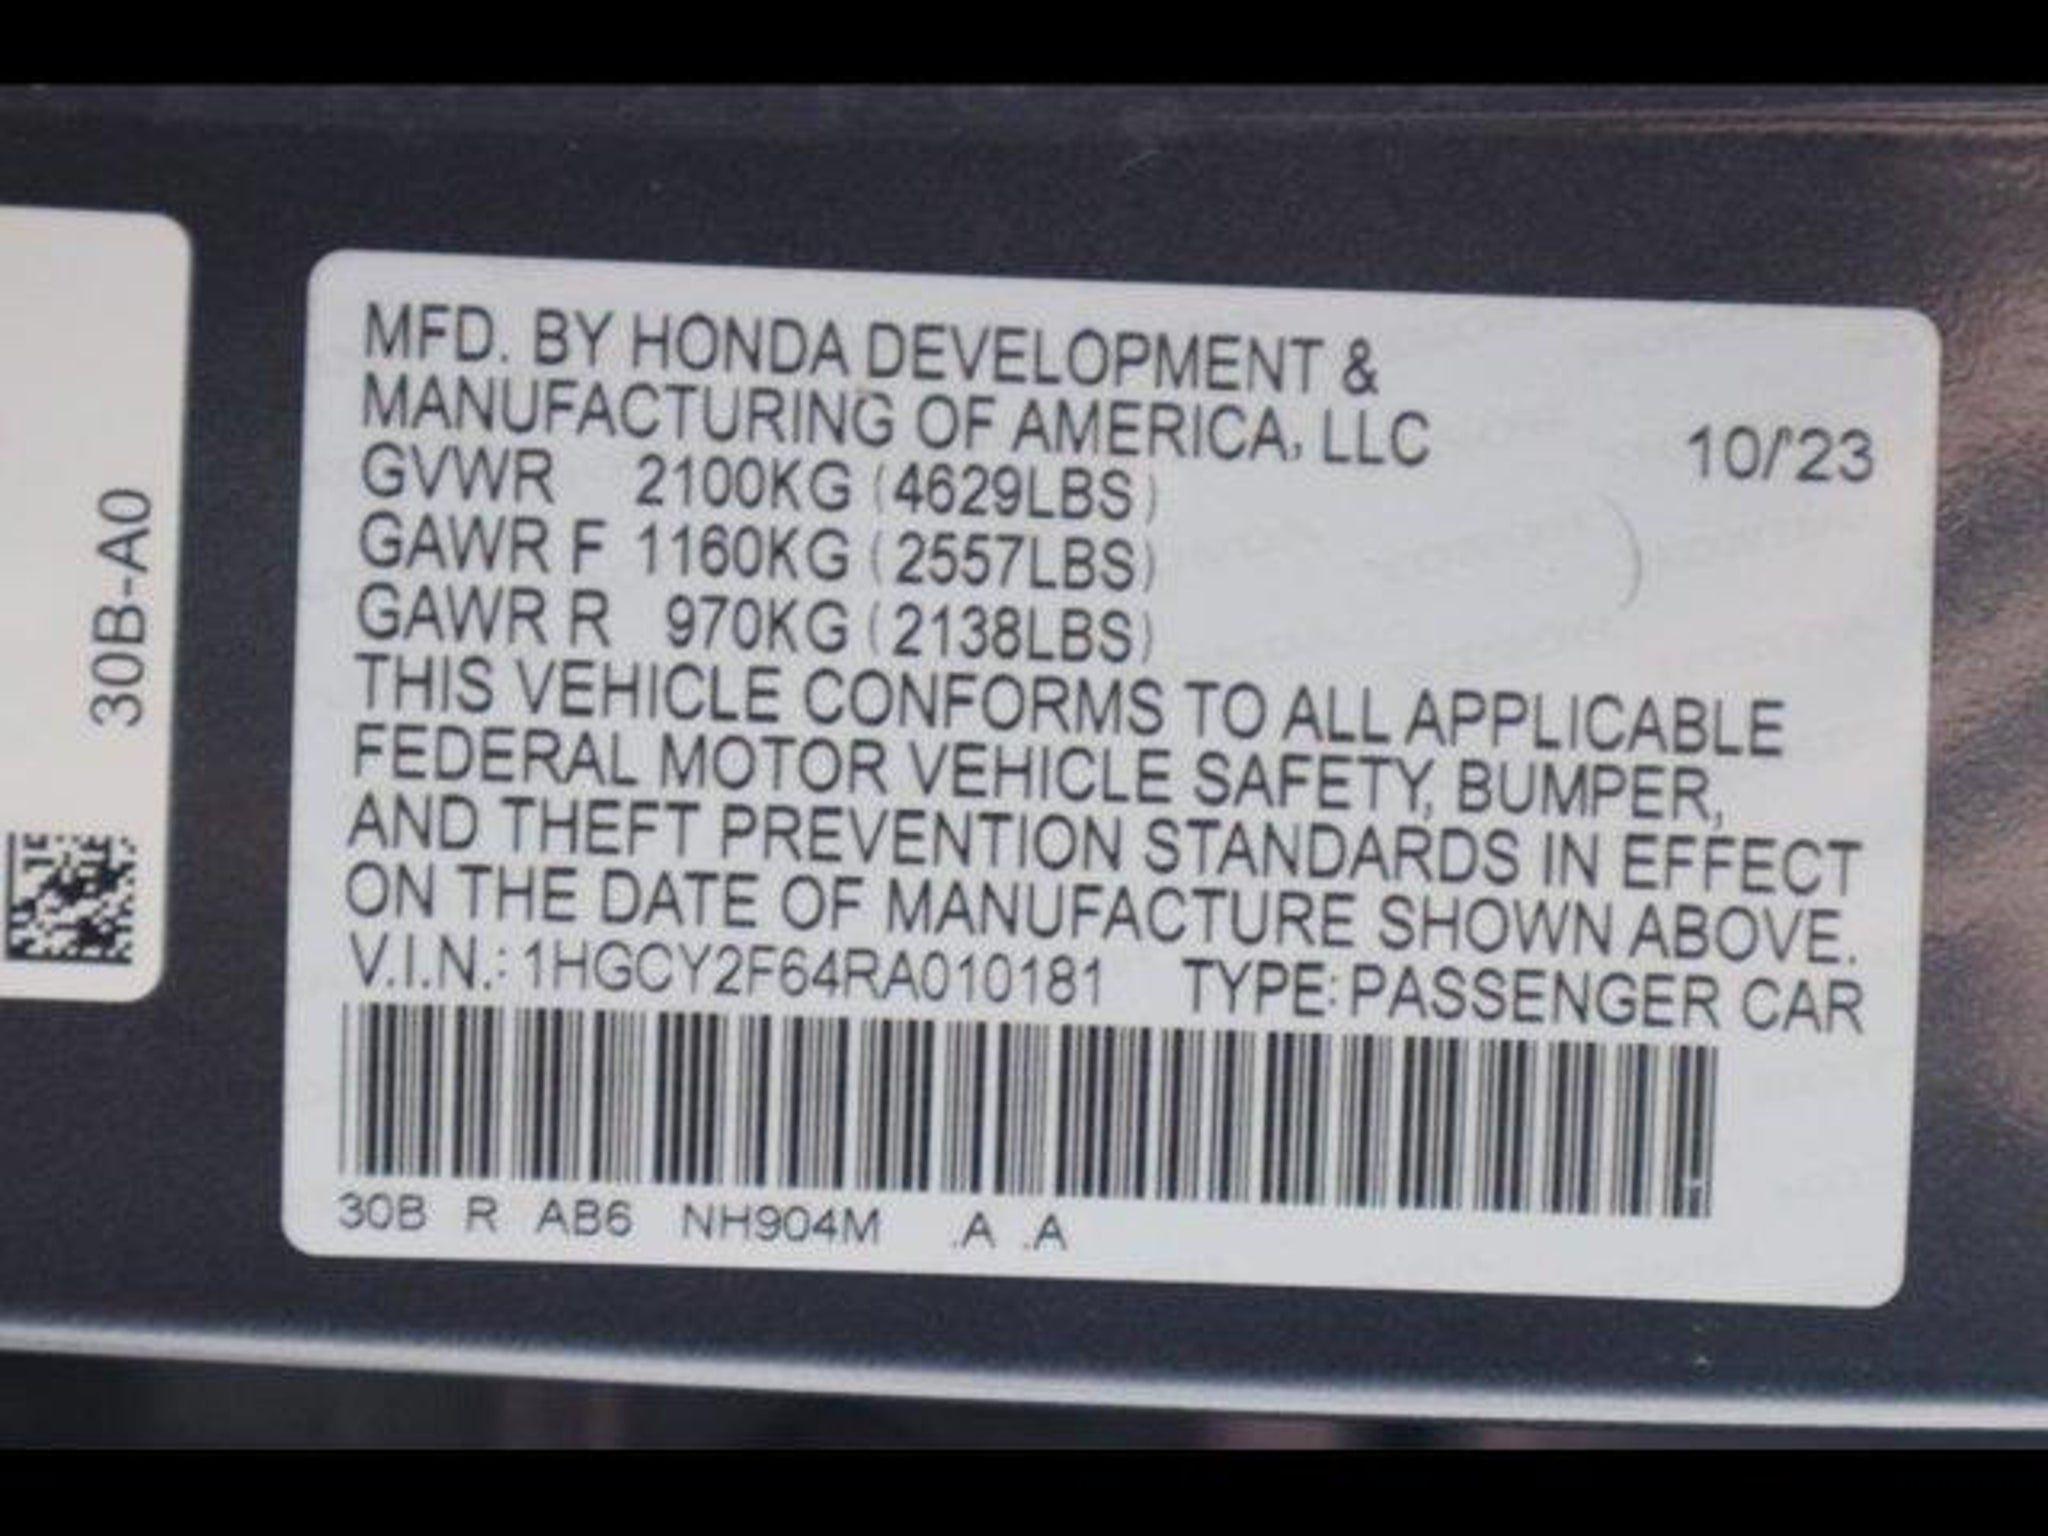 MFD. BY HONDA DEVELOPMENT &
MANUFACTURING OF AMERICA, LLC 10/'23
GVWR 2100KG (4629LBS)
GAWR F 1160KG (2557LBS)
GAWR R 970KG (2138LBS)
THIS VEHICLE CONFORMS TO ALL APPLICABLE
FEDERAL MOTOR VEHICLE SAFETY, BUMPER,
AND THEFT PREVENTION STANDARDS IN EFFECT
ON THE DATE OF MANUFACTURE SHOWN ABOVE.
V.I.N.: 1HGCY2F64RA010181 TYPE: PASSENGER CAR
30B R AB6 NH904M .A .A
30B-A0